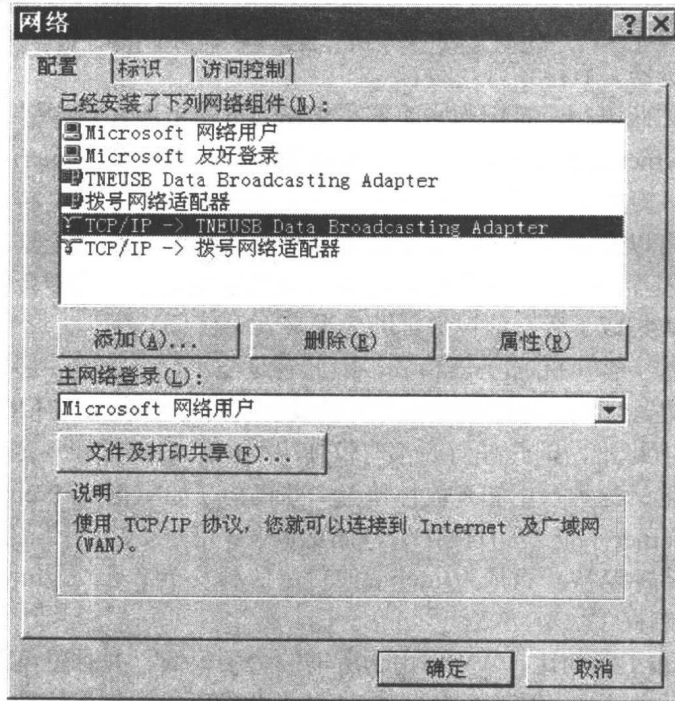 网络
配置 标识 访问控制
已经安装了下列网络组件(N):
Microsoft 网络用户
Microsoft 友好登录
TNEUSB Data Broadcasting Adapter
拨号网络适配器
TCP/IP -> TNEUSB Data Broadcasting Adapter
TCP/IP -> 拨号网络适配器
添加(A)... 删除(E) 属性(R)
主网络登录(L):
Microsoft 网络用户
文件及打印共享(F)...
说明
使用 TCP/IP 协议，您就可以连接到 Internet 及广域网
(WAN)。
确定 取消